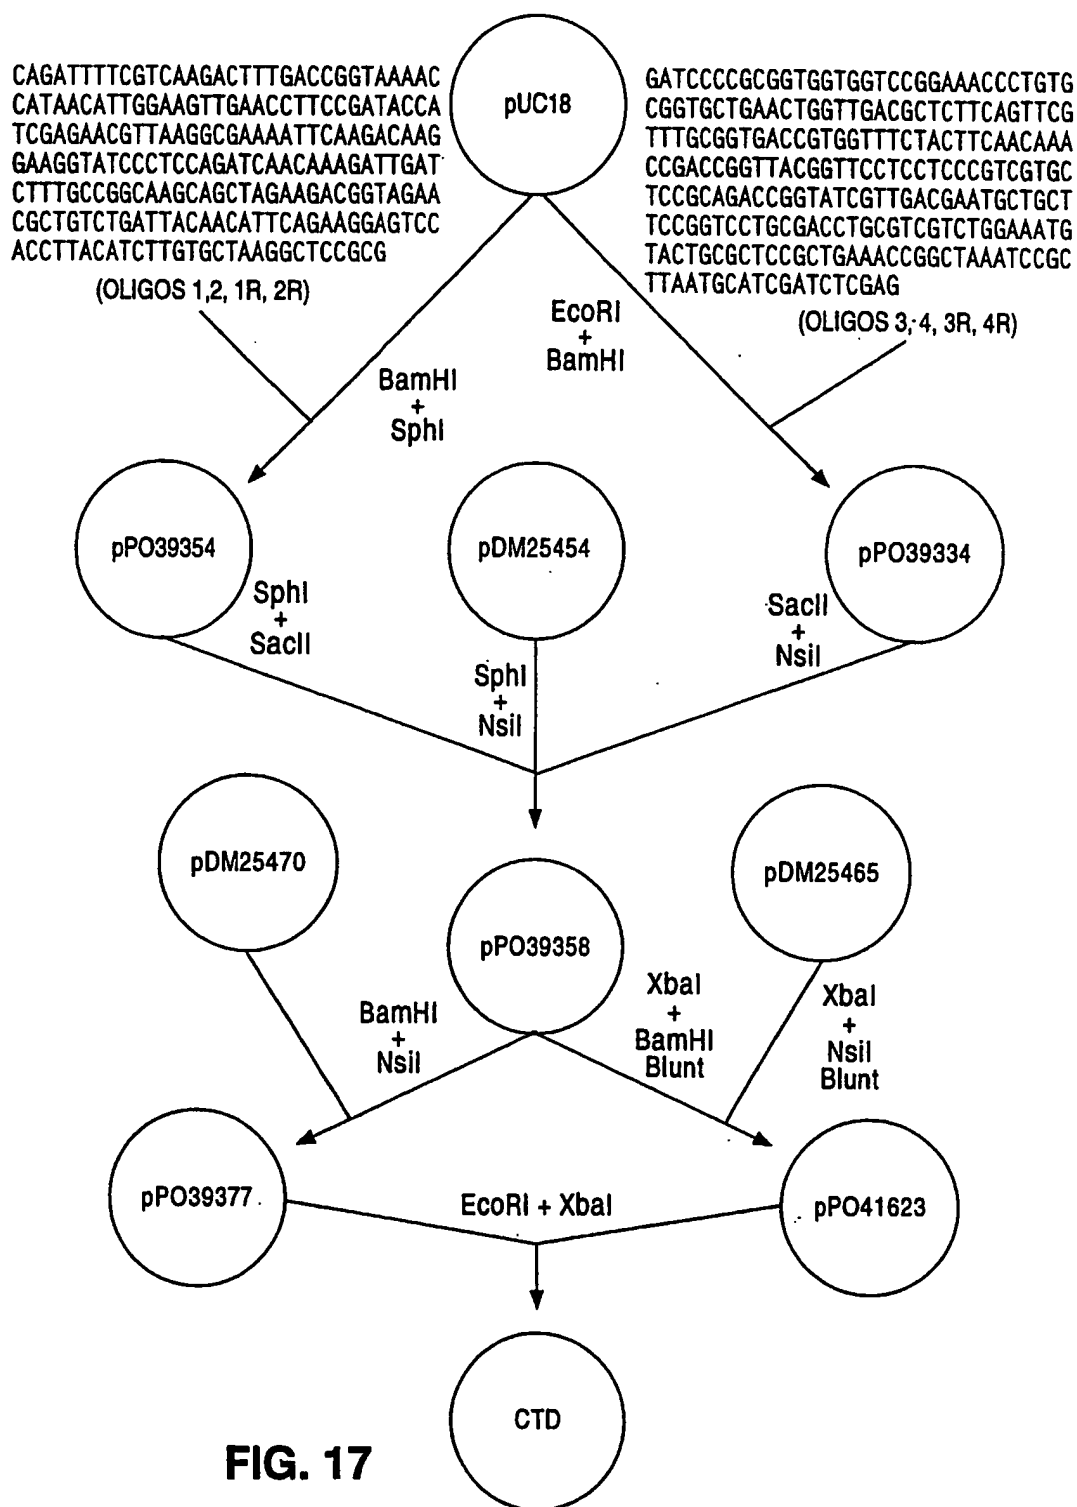 CAGATTTTCGTCAAGACTTTGACCGGTAAAAC
CATAACATTGGAAGTTGAACCTTCCGATACCA
TCGAGAACGTTAAGGCGAAAATTCAAGACAAG
GAAGGTATCCCTCCAGATCAACAAAGATTGAT
CTTTGCCGGCAAGCAGCTAGAAGACGGTAGAA
CGCTGTCTGATTACAACATTCAGAAGGAGTCC
ACCTTACATCTTGTGCTAAGGCTCCGCG
(OLIGOS 1,2, 1R, 2R)
pUC18
GATCCCCGCGGTGGTGGTCCGGAAACCCTGTG
CGGTGCTGAACTGGTTGACGCTCTTCAGTTCG
TTTGCGGTGACCGTGGTTTCTACTTCAACAAA
CCGACCGGTTACGGTTCCTCCTCCCGTCGTGC
TCCGCAGACCGGTATCGTTGACGAATGCTGCT
TCCGGTCCTGCGACCTGCGTCGTCTGGAAATG
TACTGCGCTCCGCTGAAACCGGCTAAATCCGC
TTAATGCATCGATCTCGAG
(OLIGOS 3, 4, 3R, 4R)
BamHI
+
SphI
EcoRI
+
BamHI
pPO39354
pDM25454
pPO39334
SphI
+
SacII
SphI
+
NsiI
SacII
+
NsiI
pDM25470
pPO39358
pDM25465
BamHI
+
NsiI
XbaI
+
BamHI
Blunt
XbaI
+
NsiI
Blunt
pPO39377
EcoRI + XbaI
pPO41623
CTD
FIG. 17